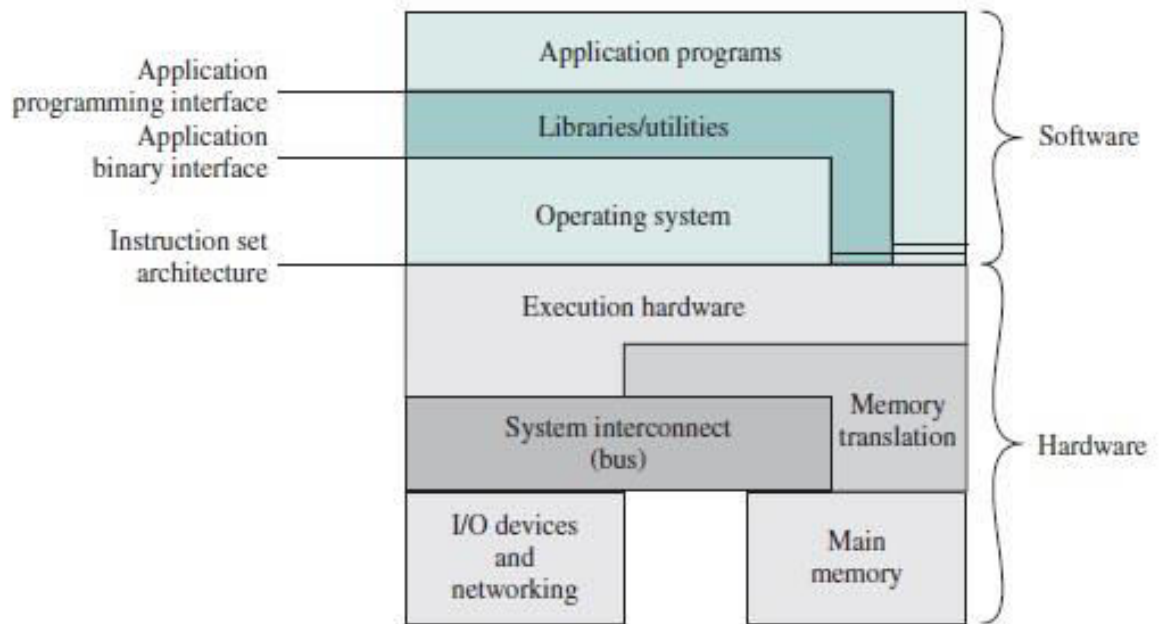 Application programs
Application
programming interface
Libraries/utilities
Software
Application
binary interface
Operating system
Instruction set
architecture
Execution hardware
Memory
translation
System interconnect
(bus)
Hardware
I/O devices
and
networking
Main
memory